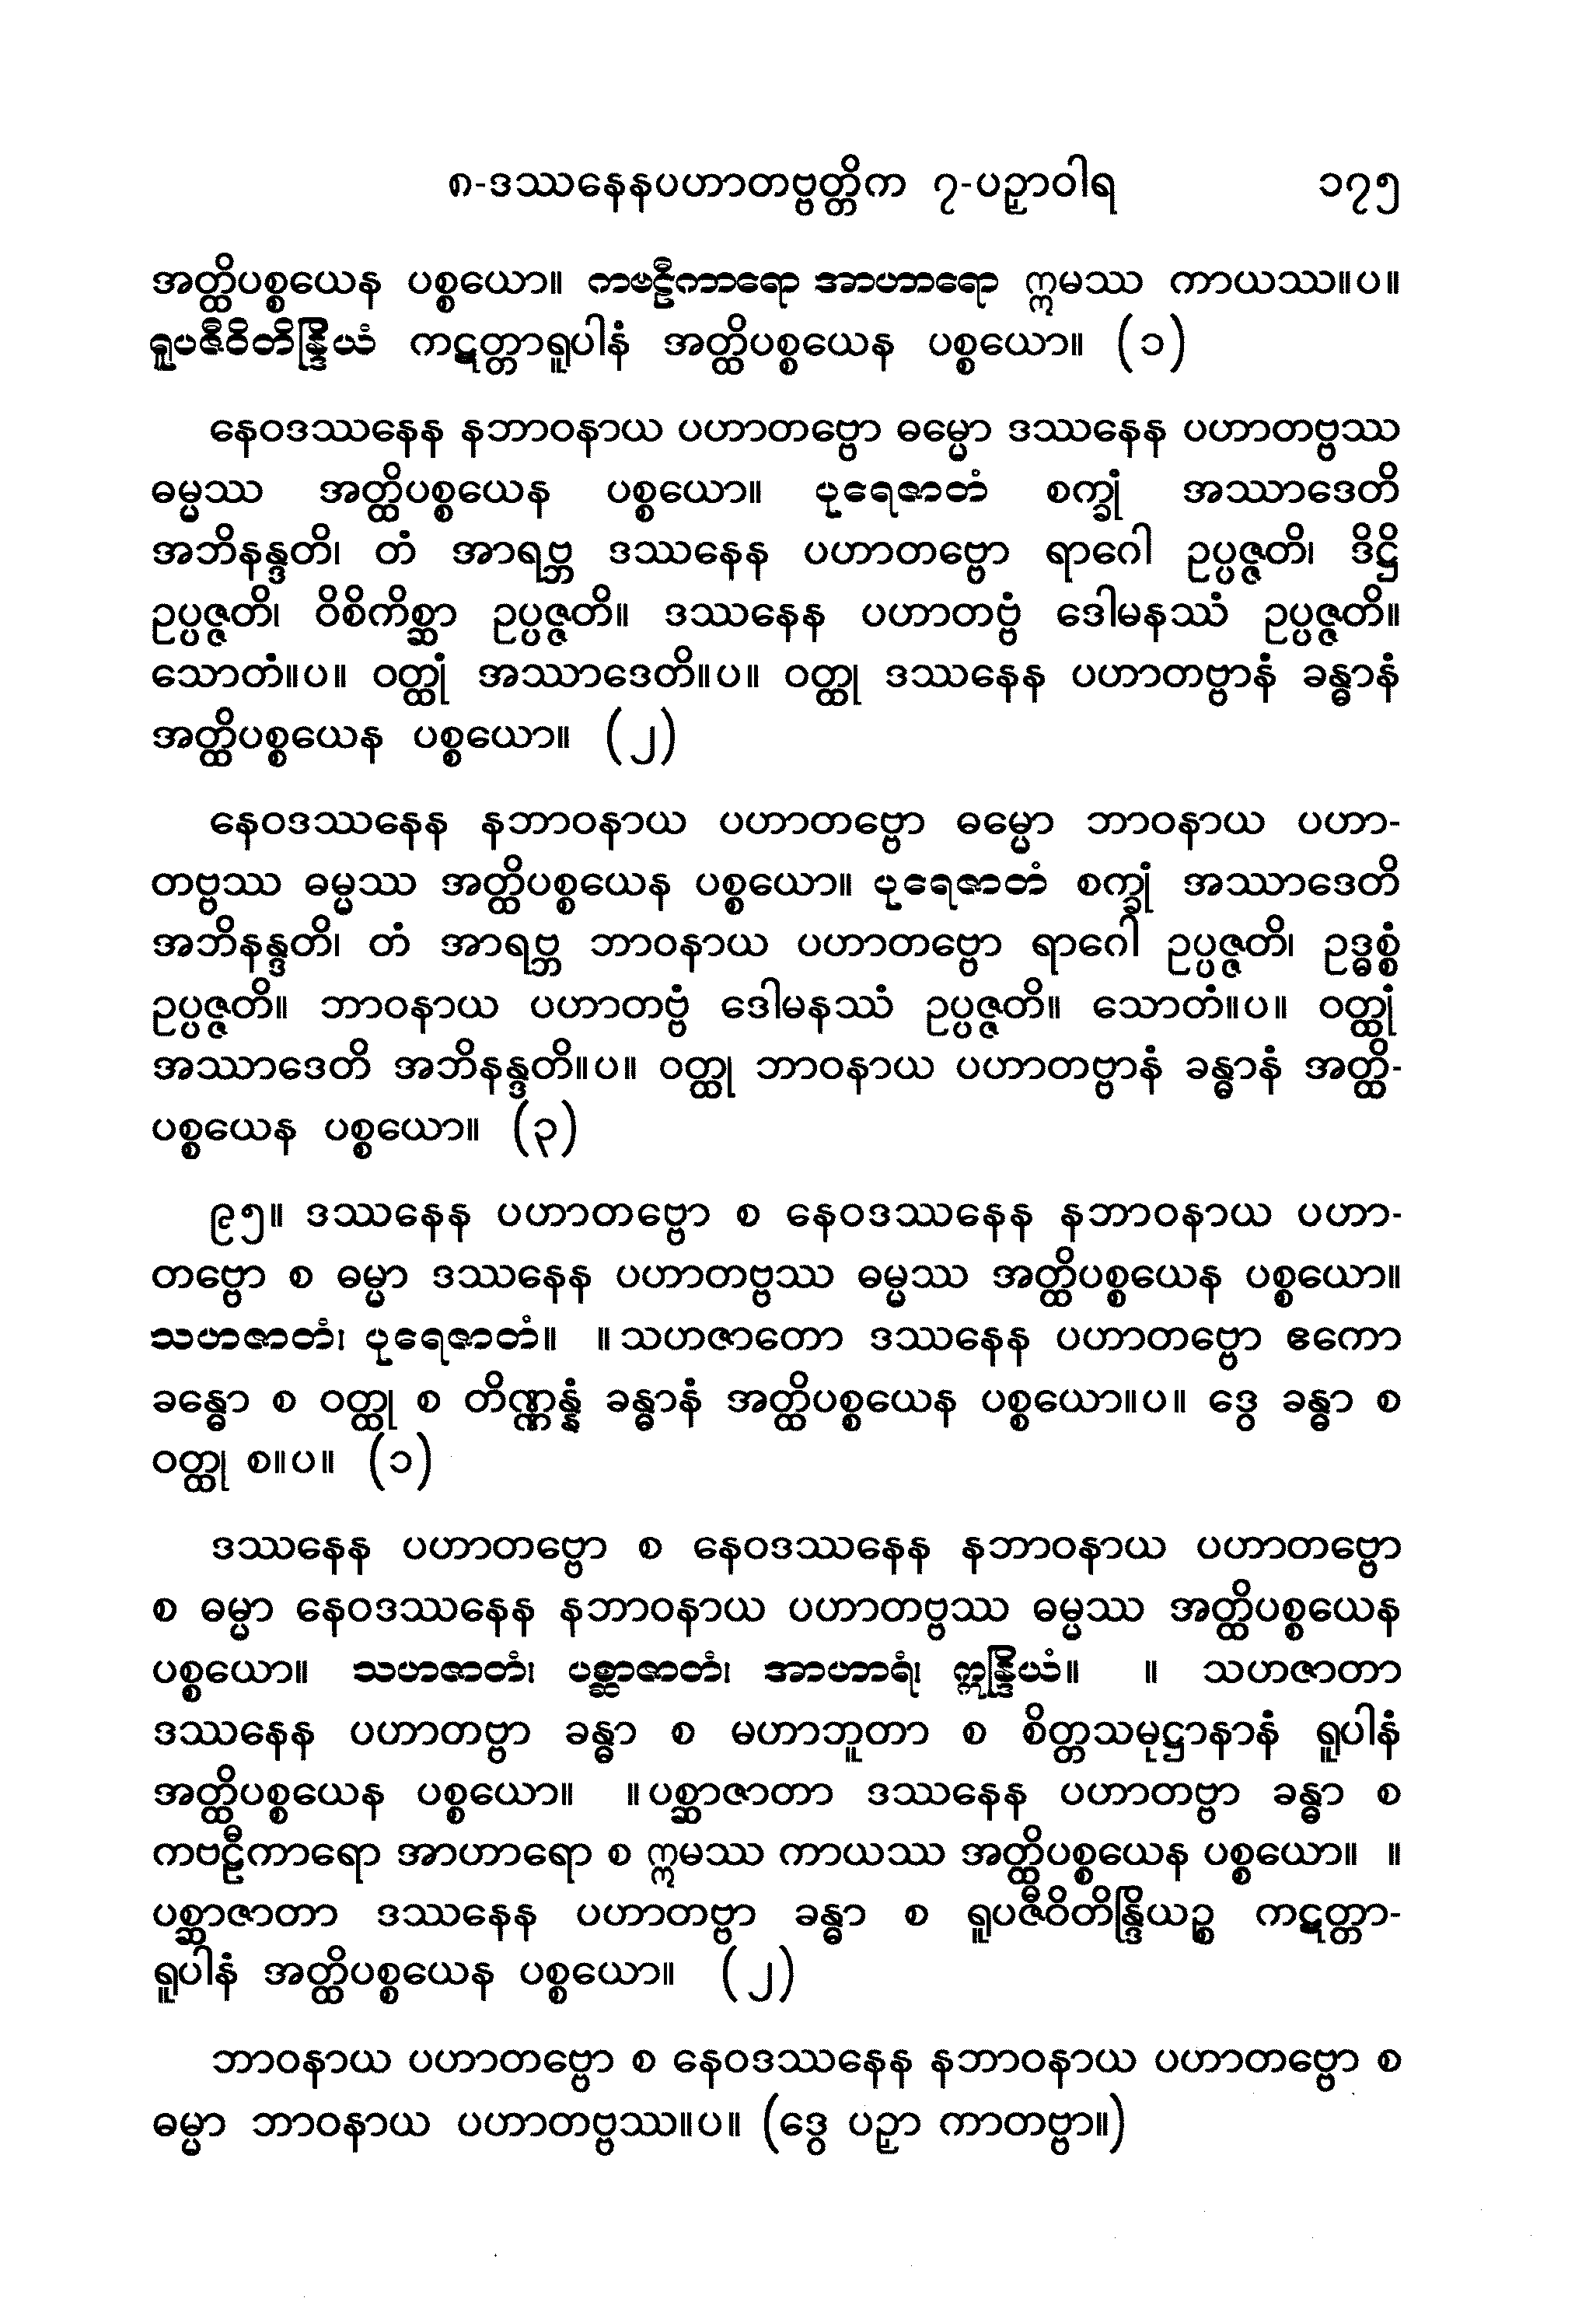 ၈-ဒဿနေနပဟာတဗ္ဗတ္တိက ၇-ပဉှာဝါရ ၁၇၅
အတ္ထိပစ္စယေန ပစ္စယော။ ကဗဠီကာရော အာဟာရော ဣမဿ ကာယဿ။ပ။
ရူပဇီဝိတိန္ဒြိယံ ကဋတ္တာရူပါနံ အတ္ထိပစ္စယေန ပစ္စယော။ (၁)
နေဝဒဿနေန နဘာဝနာယ ပဟာတဗ္ဗော ဓမ္မော ဒဿနေန ပဟာတဗ္ဗဿ
ဓမ္မဿ အတ္ထိပစ္စယေန ပစ္စယော။ ပုရေဇာတံ စက္ခုံ အဿာဒေတိ
အဘိနန္ဒတိ၊ တံ အာရဗ္ဘ ဒဿနေန ပဟာတဗ္ဗော ရာဂေါ ဥပ္ပဇ္ဇတိ၊ ဒိဋ္ဌိ
ဥပ္ပဇ္ဇတိ၊ ဝိစိကိစ္ဆာ ဥပ္ပဇ္ဇတိ။ ဒဿနေန ပဟာတဗ္ဗံ ဒေါမနဿံ ဥပ္ပဇ္ဇတိ။
သောတံ။ပ။ ဝတ္ထုံ အဿာဒေတိ။ပ။ ဝတ္ထု ဒဿနေန ပဟာတဗ္ဗာနံ ခန္ဓာနံ
အတ္ထိပစ္စယေန ပစ္စယော။ (၂)
နေဝဒဿနေန နဘာဝနာယ ပဟာတဗ္ဗော ဓမ္မော ဘာဝနာယ ပဟာ-
တဗ္ဗဿ ဓမ္မဿ အတ္ထိပစ္စယေန ပစ္စယော။ ပုရေဇာတံ စက္ခုံ အဿာဒေတိ
အဘိနန္ဒတိ၊ တံ အာရဗ္ဘ ဘာဝနာယ ပဟာတဗ္ဗော ရာဂေါ ဥပ္ပဇ္ဇတိ၊ ဥဒ္ဓစ္စံ
ဥပ္ပဇ္ဇတိ။ ဘာဝနာယ ပဟာတဗ္ဗံ ဒေါမနဿံ ဥပ္ပဇ္ဇတိ။ သောတံ။ပ။ ဝတ္ထုံ
အဿာဒေတိ အဘိနန္ဒတိ။ပ။ ဝတ္ထု ဘာဝနာယ ပဟာတဗ္ဗာနံ ခန္ဓာနံ အတ္ထိ-
ပစ္စယေန ပစ္စယော။ (၃)
၉၅။ ဒဿနေန ပဟာတဗ္ဗော စ နေဝဒဿနေန နဘာဝနာယ ပဟာ-
တဗ္ဗော စ ဓမ္မာ ဒဿနေန ပဟာတဗ္ဗဿ ဓမ္မဿ အတ္ထိပစ္စယေန ပစ္စယော။
သဟဇာတံ၊ ပုရေဇာတံ။ ။သဟဇာတော ဒဿနေန ပဟာတဗ္ဗော ဧကော
ခန္ဓော စ ဝတ္ထု စ တိဏ္ဏန္နံ ခန္ဓာနံ အတ္ထိပစ္စယေန ပစ္စယော။ပ။ ဒွေ ခန္ဓာ စ
ဝတ္ထု စ။ပ။ (၁)
ဒဿနေန ပဟာတဗ္ဗော စ နေဝဒဿနေန နဘာဝနာယ ပဟာတဗ္ဗော
စ ဓမ္မာ နေဝဒဿနေန နဘာဝနာယ ပဟာတဗ္ဗဿ ဓမ္မဿ အတ္ထိပစ္စယေန
ပစ္စယော။ သဟဇာတံ၊ ပစ္ဆာဇာတံ၊ အာဟာရံ၊ ဣန္ဒြိယံ။ ။ သဟဇာတာ
ဒဿနေန ပဟာတဗ္ဗာ ခန္ဓာ စ မဟာဘူတာ စ စိတ္တသမုဋ္ဌာနာနံ ရူပါနံ
အတ္ထိပစ္စယေန ပစ္စယော။ ။ပစ္ဆာဇာတာ ဒဿနေန ပဟာတဗ္ဗာ ခန္ဓာ စ
ကဗဠီကာရော အာဟာရော စ ဣမဿ ကာယဿ အတ္ထိပစ္စယေန ပစ္စယော။ ။
ပစ္ဆာဇာတာ ဒဿနေန ပဟာတဗ္ဗာ ခန္ဓာ စ ရူပဇီဝိတိန္ဒြိယဉ္စ ကဋတ္တာ-
ရူပါနံ အတ္ထိပစ္စယေန ပစ္စယော။ (၂)
ဘာဝနာယ ပဟာတဗ္ဗော စ နေဝဒဿနေန နဘာဝနာယ ပဟာတဗ္ဗော စ
ဓမ္မာ ဘာဝနာယ ပဟာတဗ္ဗဿ။ပ။ (ဒွေ ပဉှာ ကာတဗ္ဗာ။)